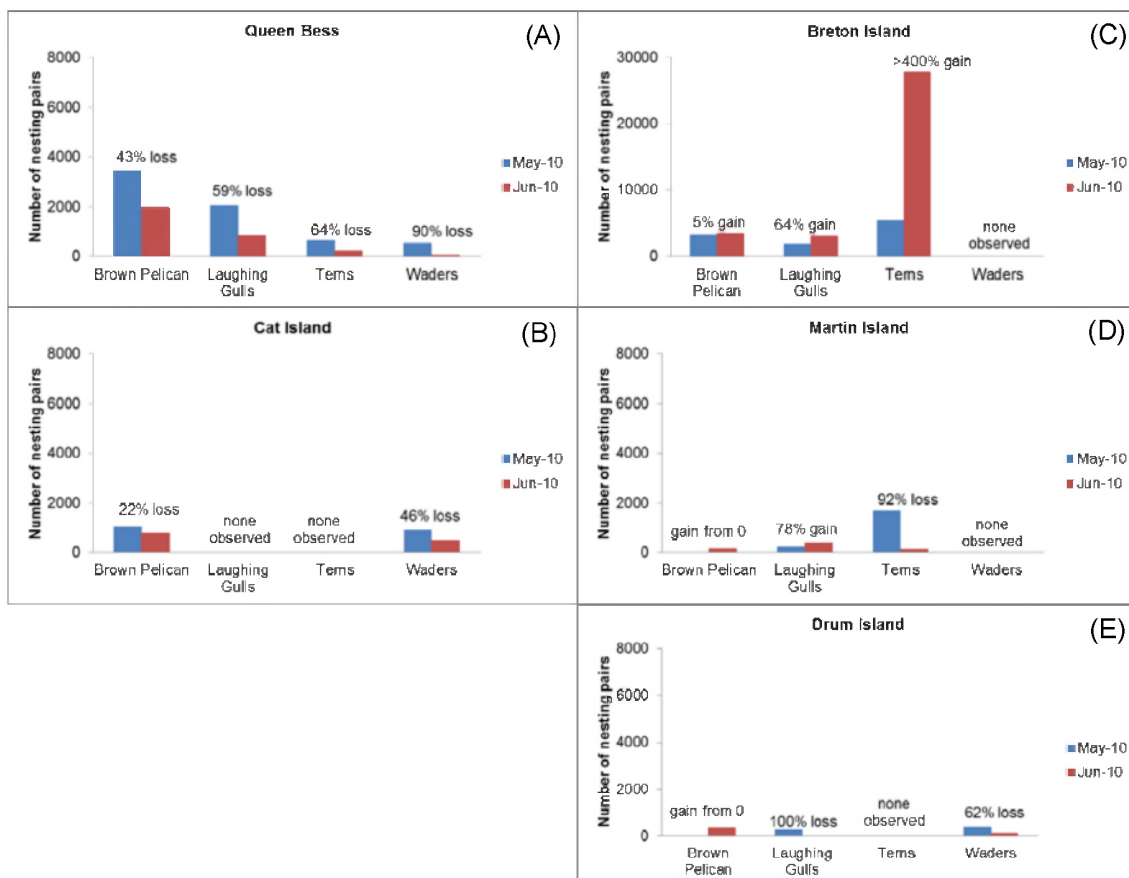 Queen Bess
(A)
Number of nesting pairs
8000
6000
4000
2000
0
43% loss
59% loss
64% loss
90% loss
May-10
Jun-10
Brown Pelican
Laughing
Gulls
Terns
Waders
Breton Island
(C)
Number of nesting pairs
30000
20000
10000
0
>400% gain
5% gain
64% gain
none
observed
May-10
Jun-10
Brown
Pelican
Laughing
Gulls
Terns
Waders
Cat Island
(B)
Number of nesting pairs
8000
6000
4000
2000
0
22% loss
none
observed
none
observed
46% loss
May-10
Jun-10
Brown Pelican
Laughing
Gulls
Terns
Waders
Martin Island
(D)
Number of nesting pairs
8000
6000
4000
2000
0
gain from 0
78% gain
92% loss
none
observed
May-10
Jun-10
Brown Pelican
Laughing
Gulls
Terns
Waders
Drum Island
(E)
Number of nesting pairs
8000
6000
4000
2000
0
gain from 0
100% loss
none
observed
62% loss
May-10
Jun-10
Brown
Pelican
Laughing
Gulls
Terns
Waders